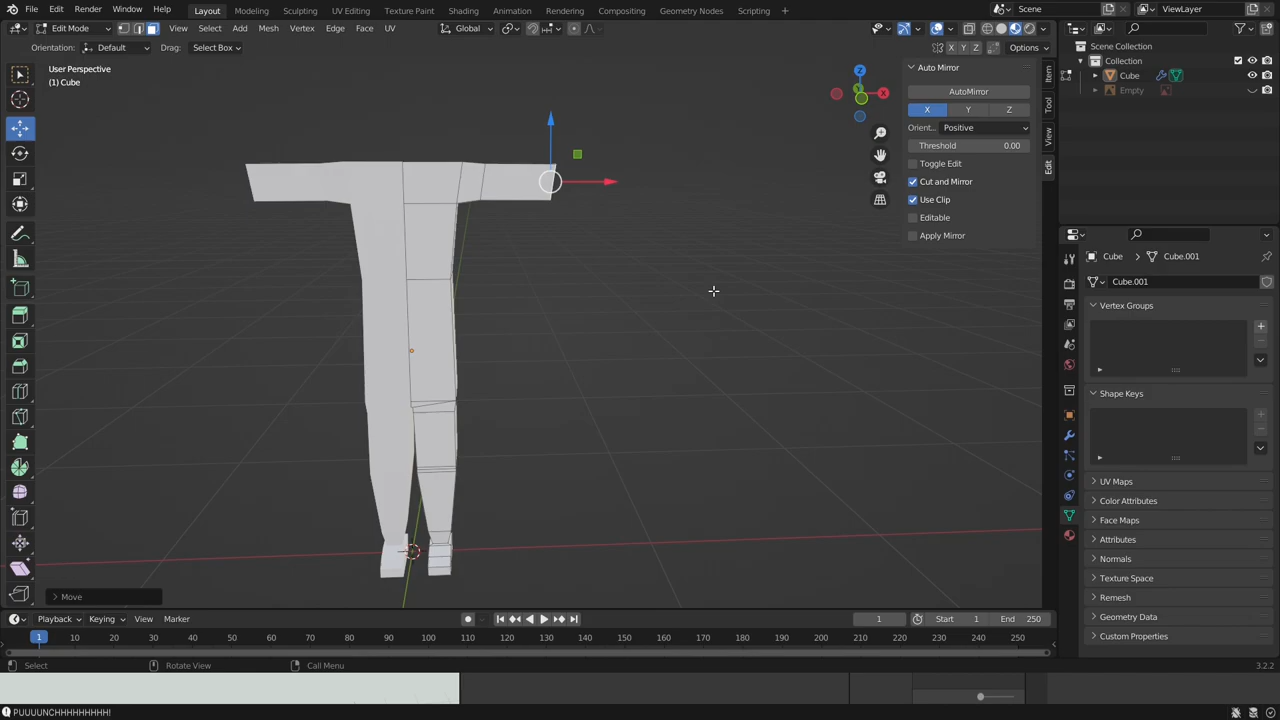 File Edit Render Window Help Layout Modeling Sculpting UV Editing Texture Paint Shading Animation Rendering Compositing Geometry Nodes Scripting Scene ViewLayer
Edit Mode View Select Add Mesh Vertex Edge Face UV Global
Orientation: Default Drag: Select Box X Y Z Options
User Perspective
(1) Cube
Z
X
Auto Mirror
AutoMirror
X Y Z
Orient... Positive
Threshold 0.00
Toggle Edit
Cut and Mirror
Use Clip
Editable
Apply Mirror
Item
Tool
View
Edit
Scene Collection
Collection
Cube
Empty
Cube Cube.001
Cube.001
Vertex Groups
Shape Keys
UV Maps
Color Attributes
Face Maps
Attributes
Normals
Texture Space
Remesh
Geometry Data
Custom Properties
Move
Playback Keying View Marker 1 Start 1 End 250
1 10 20 30 40 50 60 70 80 90 100 110 120 130 140 150 160 170 180 190 200 210 220 230 240 250
Select Rotate View Call Menu 3.2.2
PUUUUNCHHHHHHHHH!